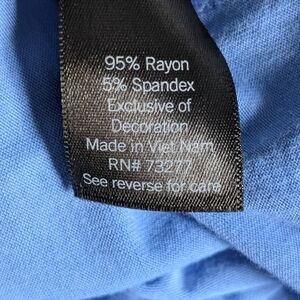 95% Rayon
5% Spandex
Exclusive of
Decoration
Made in Viet Nam
RN# 73277
See reverse for care